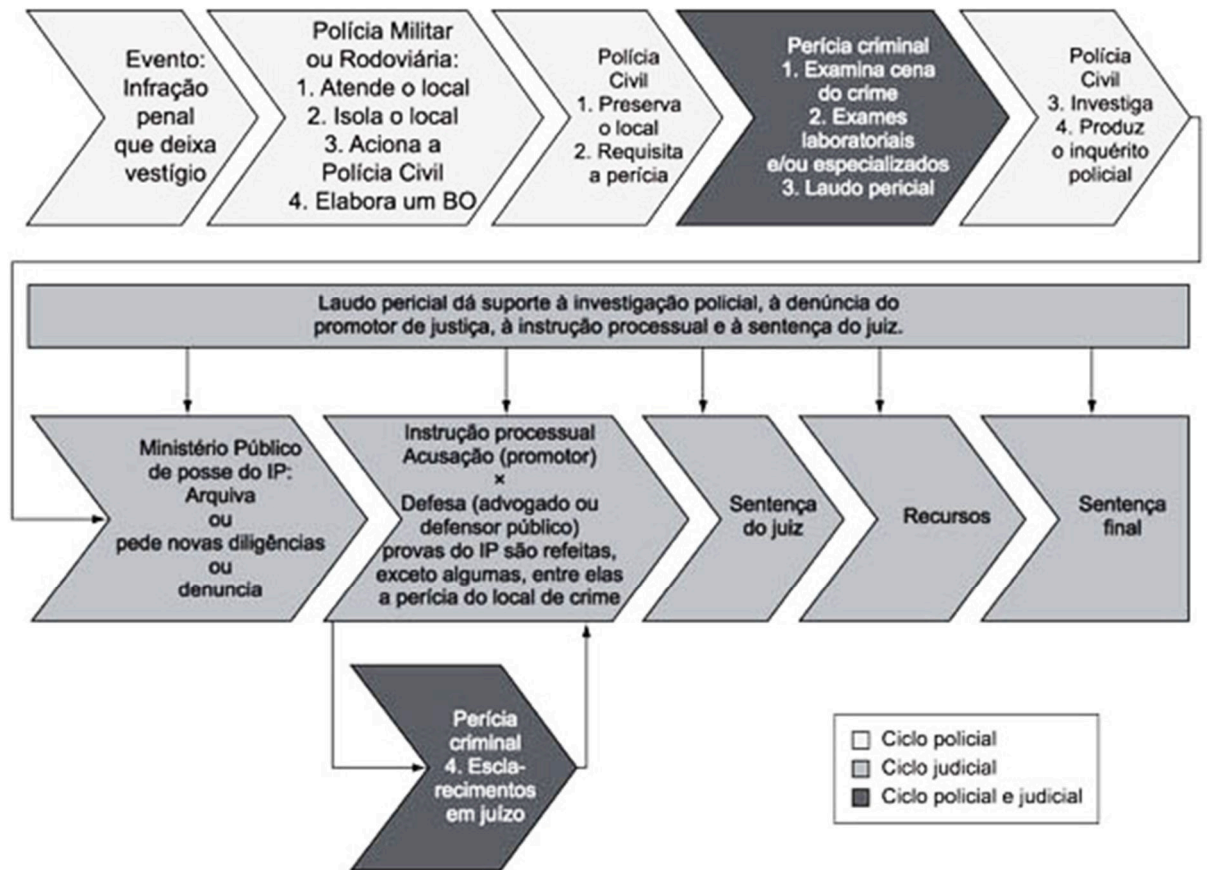 Evento:
Infração
penal
que deixa
vestígio
Polícia Militar
ou Rodoviária:
1. Atende o local
2. Isola o local
3. Aciona a
Polícia Civil
4. Elabora um BO
Polícia
Civil
1. Preserva
o local
2. Requisita
a perícia
Perícia criminal
1. Examina cena
do crime
2. Exames
laboratoriais
e/ou especializados
3. Laudo pericial
Polícia
Civil
3. Investiga
4. Produz
o inquérito
policial
Laudo pericial dá suporte à investigação policial, à denúncia do
promotor de justiça, à instrução processual e à sentença do juiz.
Ministério Público
de posse do IP:
Arquiva
ou
pede novas diligências
ou
denuncia
Instrução processual
Acusação (promotor)
×
Defesa (advogado ou
defensor público)
provas do IP são refeitas,
exceto algumas, entre elas
a perícia do local de crime
Sentença
do juiz
Recursos
Sentença
final
Perícia
criminal
4. Escla-
recimentos
em juízo
Ciclo policial
Ciclo judicial
Ciclo policial e judicial